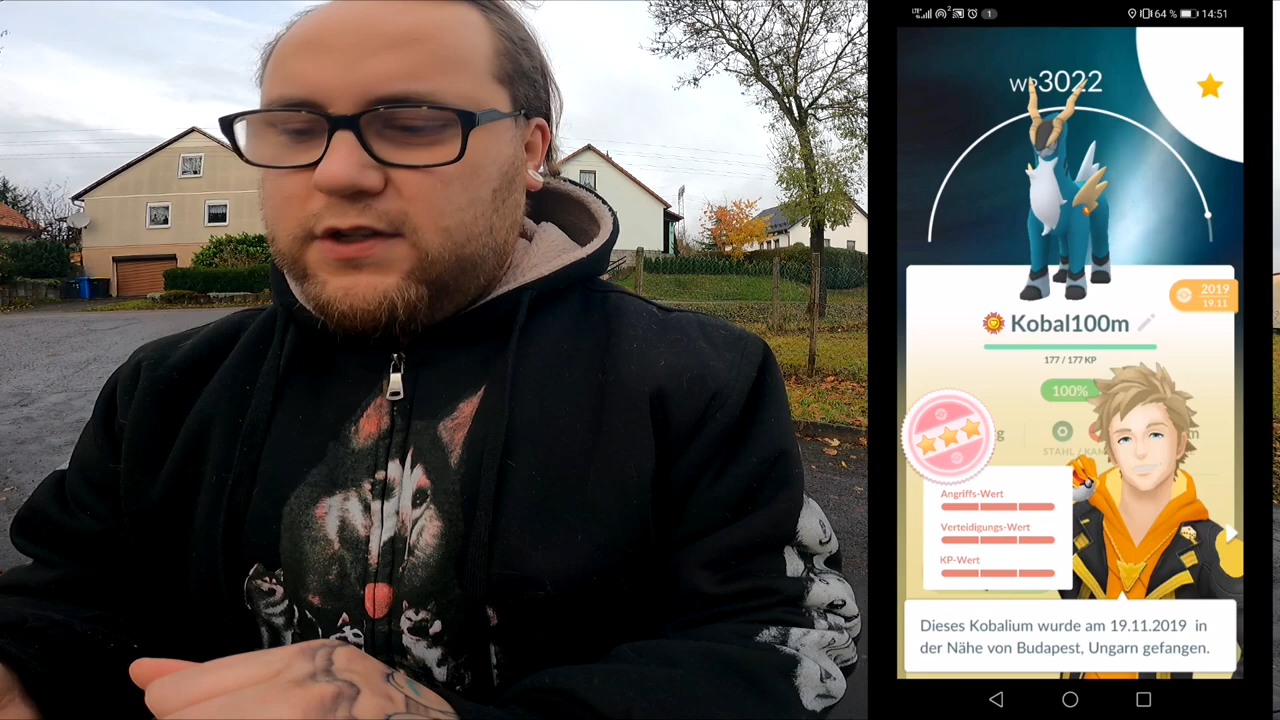 64 % 14:51
WP3022
2019
19.11
Kobal100m
177 / 177 KP
100%
STAHL / KAM
Angriffs-Wert
Verteidigungs-Wert
KP-Wert
Dieses Kobalium wurde am 19.11.2019 in
der Nähe von Budapest, Ungarn gefangen.